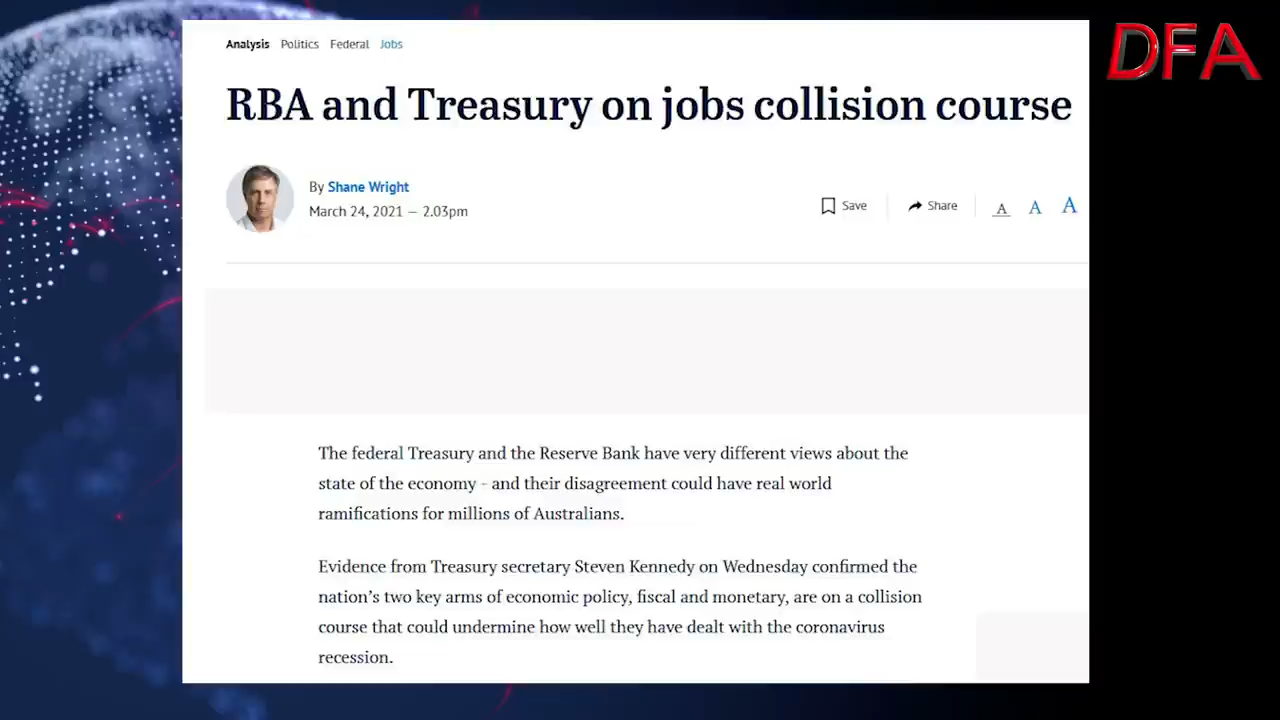 DFA
Analysis Politics Federal Jobs
RBA and Treasury on jobs collision course
By Shane Wright
March 24, 2021 — 2.03pm
Save Share A A A
The federal Treasury and the Reserve Bank have very different views about the
state of the economy - and their disagreement could have real world
ramifications for millions of Australians.
Evidence from Treasury secretary Steven Kennedy on Wednesday confirmed the
nation’s two key arms of economic policy, fiscal and monetary, are on a collision
course that could undermine how well they have dealt with the coronavirus
recession.